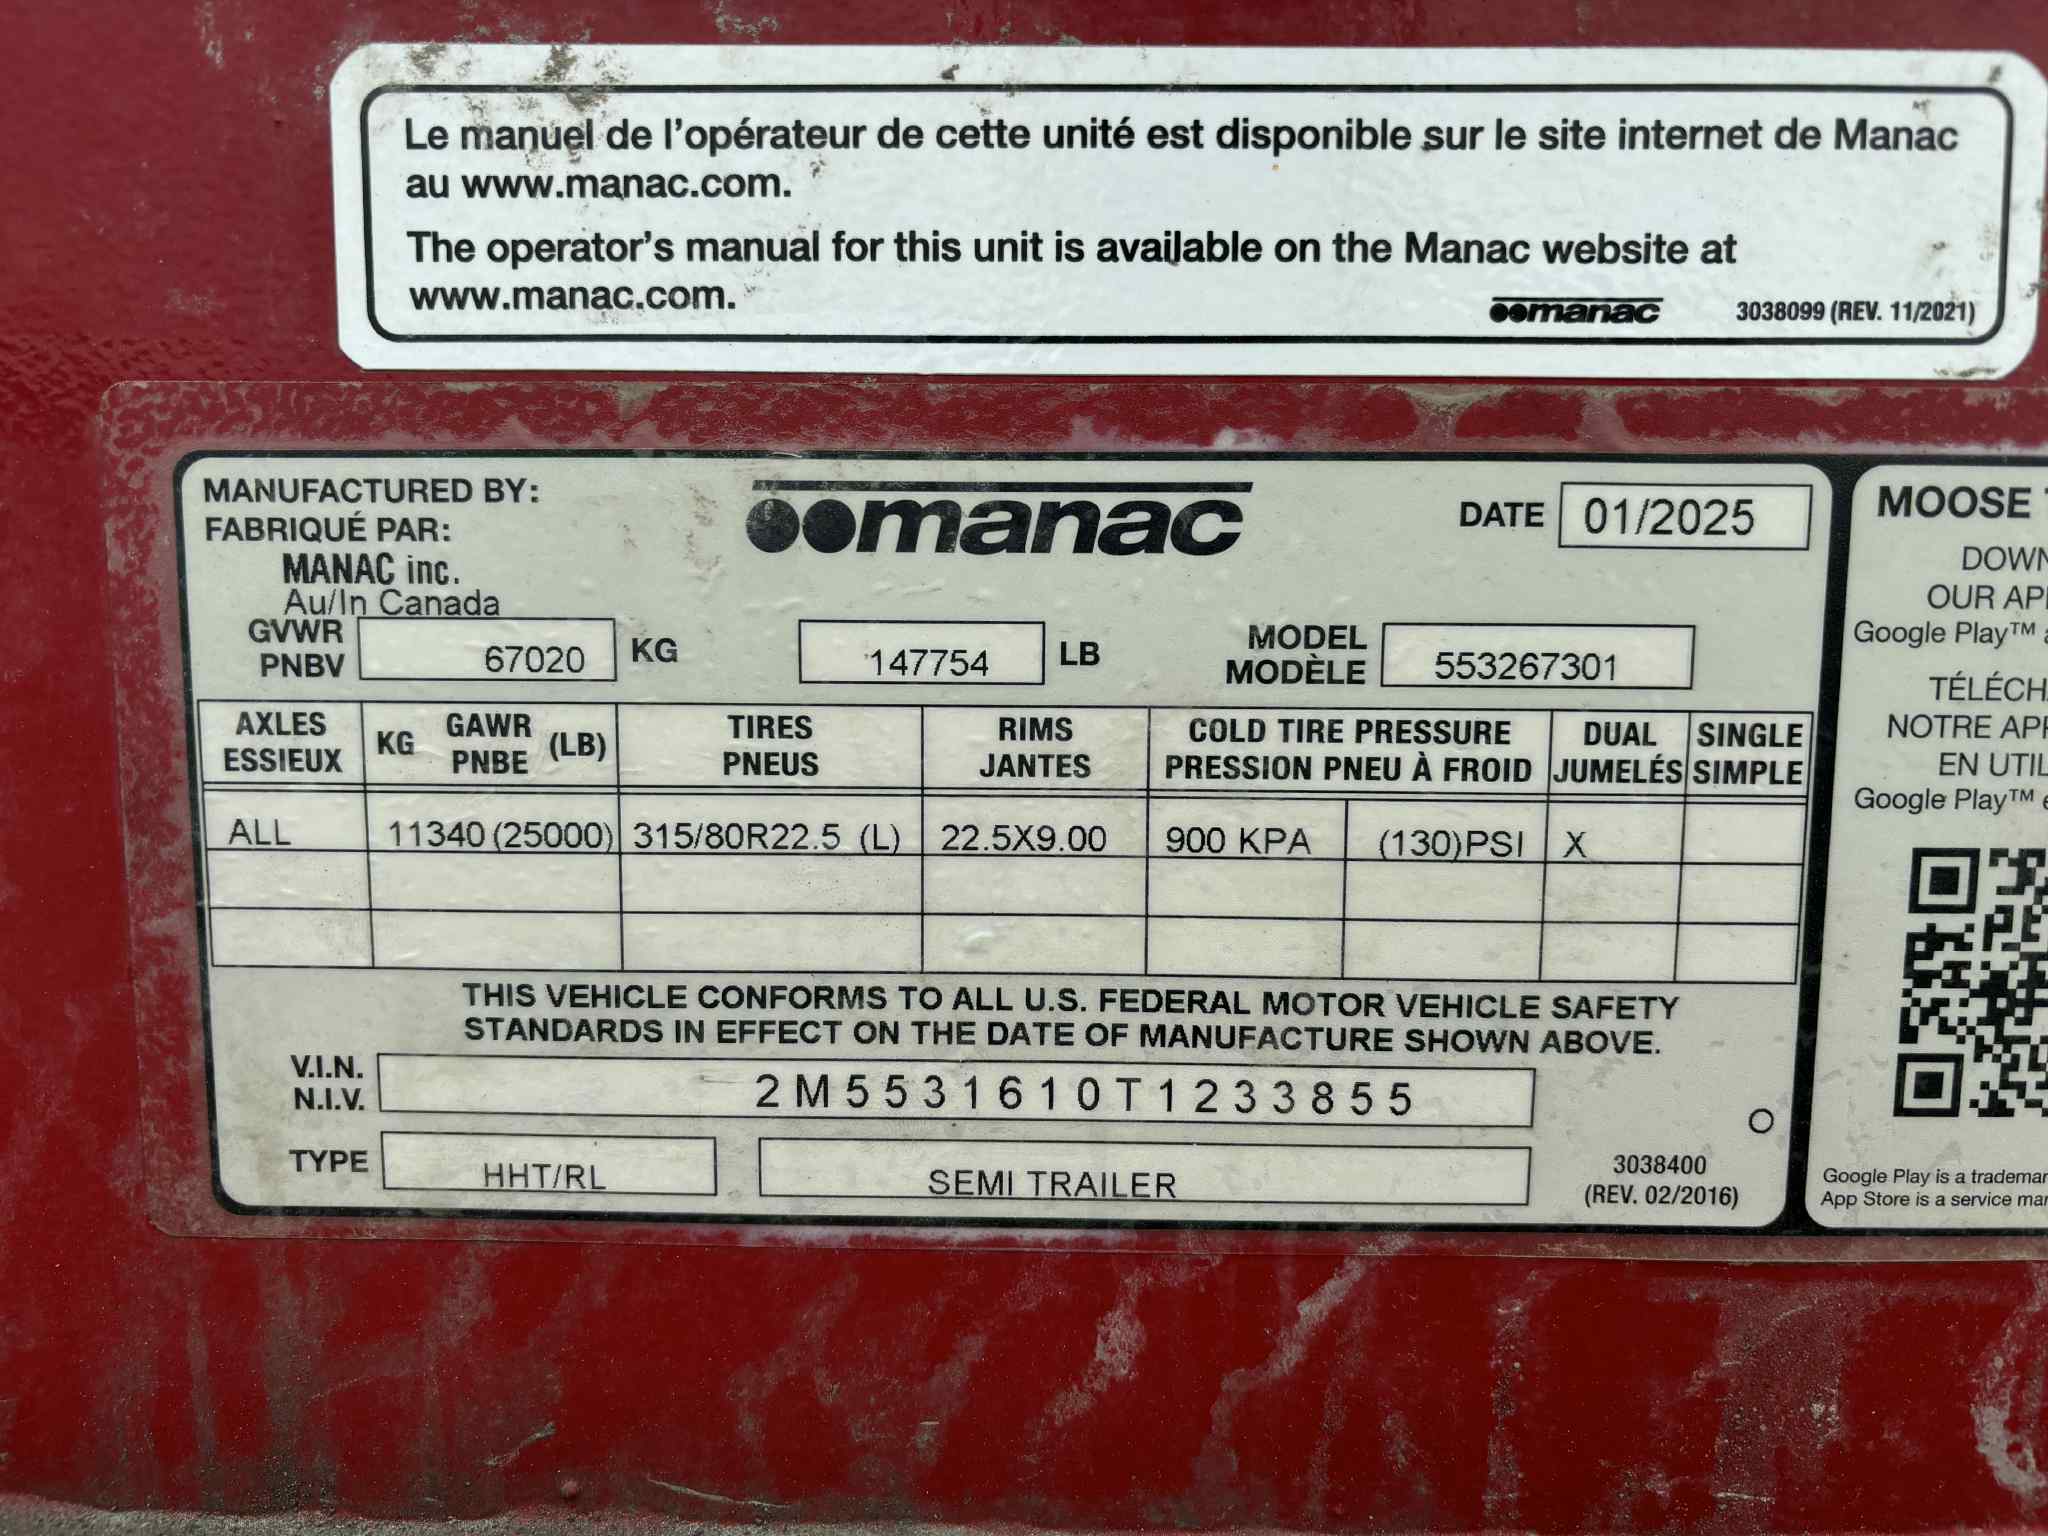 Le manuel de l'opérateur de cette unité est disponible sur le site internet de Manac
au www.manac.com.
The operator's manual for this unit is available on the Manac website at
www.manac.com.
manac 3038099 (REV. 11/2021)
MANUFACTURED BY:
FABRIQUÉ PAR:
MANAC inc.
Au/In Canada
manac
DATE 01/2025
GVWR
PNBV
67020 KG 147754 LB
MODEL
MODÈLE
553267301
AXLES
ESSIEUX
KG GAWR (LB)
PNBE
TIRES
PNEUS
RIMS
JANTES
COLD TIRE PRESSURE
PRESSION PNEU À FROID
DUAL
JUMELÉS
SINGLE
SIMPLE
ALL 11340 (25000) 315/80R22.5 (L) 22.5X9.00 900 KPA (130)PSI X
THIS VEHICLE CONFORMS TO ALL U.S. FEDERAL MOTOR VEHICLE SAFETY
STANDARDS IN EFFECT ON THE DATE OF MANUFACTURE SHOWN ABOVE.
V.I.N.
N.I.V.
2M5531610T1233855
TYPE HHT/RL SEMI TRAILER
3038400
(REV. 02/2016)
MOOSE
OUR
Google Play™
NOTRE
EN
Google Play™
Google Play is a
App Store is a service